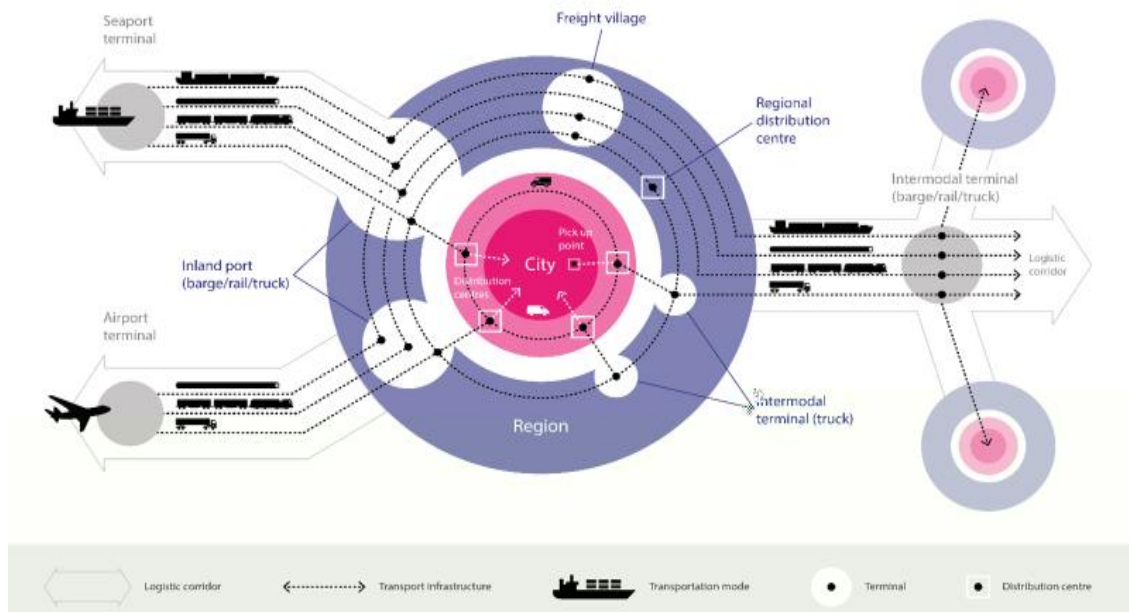 Seaport
terminal
Freight village
Regional
distribution
centre
Intermodal terminal
(barge/rail/truck)
Pick up
point
City
Inland port
(barge/rail/truck)
Distribution
centres
Logistic
corridor
Airport
terminal
Region
Intermodal
terminal (truck)
Logistic corridor
Transport infrastructure
Transportation mode
Terminal
Distribution centre